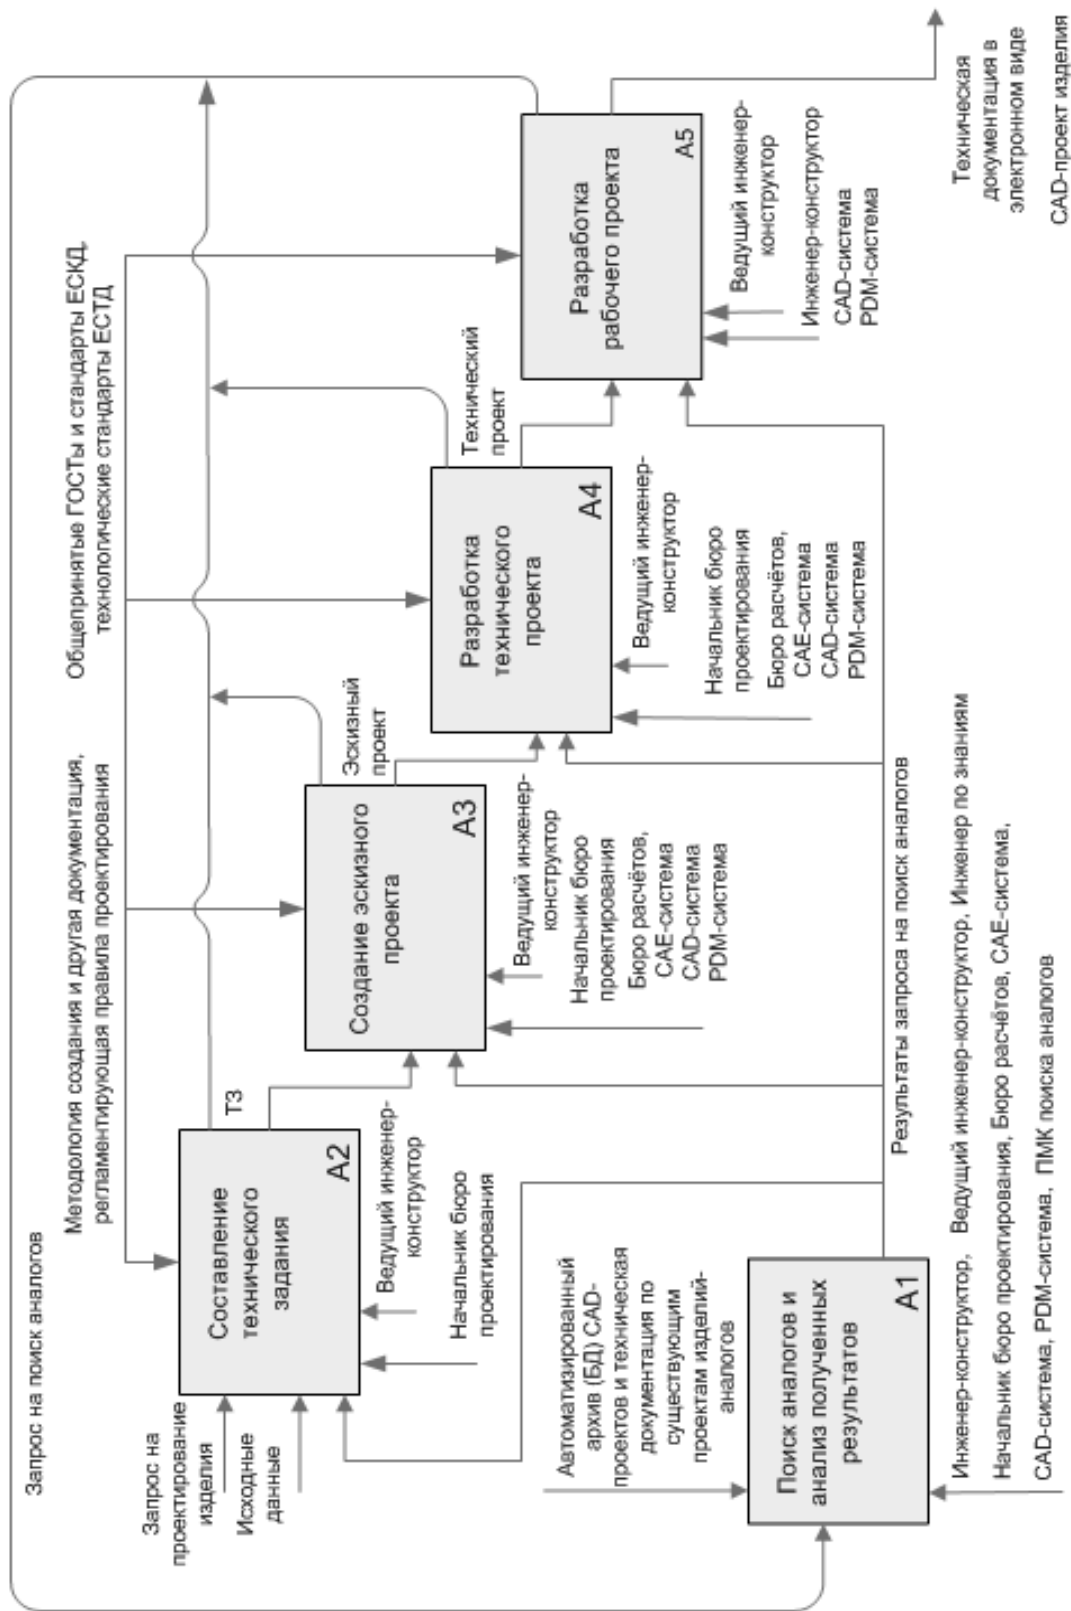 Запрос на поиск аналогов
Методология создания и другая документация,
регламентирующая правила проектирования
Общепринятые ГОСТы и стандарты ЕСКД,
технологические стандарты ЕСТД
Запрос на
проектирование
изделия
Исходные
данные
Составление
технического
задания
А2
ТЗ
Ведущий инженер-
конструктор
Начальник бюро
проектирования
Создание эскизного
проекта
А3
Эскизный
проект
Ведущий инженер-
конструктор
Начальник бюро
проектирования
Бюро расчётов,
CAE-система
CAD-система
PDM-система
Разработка
технического
проекта
А4
Технический
проект
Ведущий инженер-
конструктор
Начальник бюро
проектирования
Бюро расчётов,
CAE-система
CAD-система
PDM-система
Разработка
рабочего проекта
А5
Ведущий инженер-
конструктор
Инженер-конструктор
CAD-система
PDM-система
Техническая
документация в
электронном виде
CAD-проект изделия
Автоматизированный
архив (БД) CAD-
проектов и техническая
документация по
существующим
проектам изделий-
аналогов
Поиск аналогов и
анализ полученных
результатов
А1
Результаты запроса на поиск аналогов
Инженер-конструктор, Ведущий инженер-конструктор, Инженер по знаниям
Начальник бюро проектирования, Бюро расчётов, CAE-система,
CAD-система, PDM-система, ПМК поиска аналогов